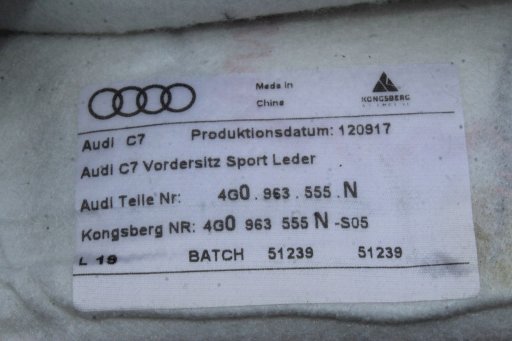 Made in
China
KONGSBERG
Audi C7 Produktionsdatum: 120917
Audi C7 Vordersitz Sport Leder
Audi Teile Nr: 4G0.963.555.N
Kongsberg NR: 4G0 963 555 N -S05
L 19 BATCH 51239 51239